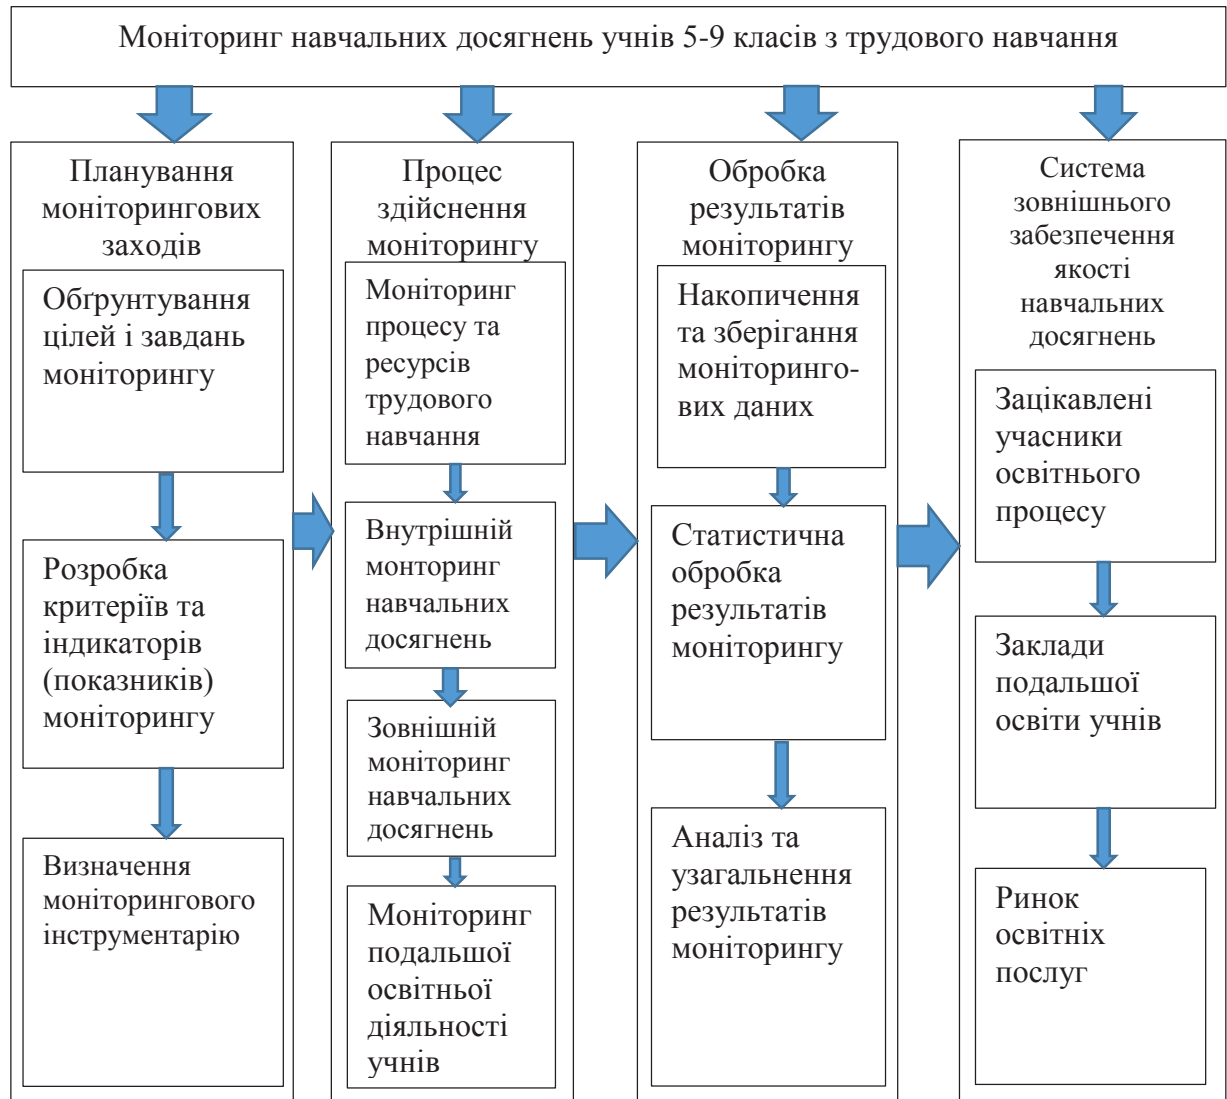 Моніторинг навчальних досягнень учнів 5-9 класів з трудового навчання
Планування
моніторингових
заходів
Обґрунтування
цілей і завдань
моніторингу
Розробка
критеріїв та
індикаторів
(показників)
моніторингу
Визначення
моніторингового
інструментарію
Процес
здійснення
моніторингу
Моніторинг
процесу та
ресурсів
трудового
навчання
Внутрішній
монторинг
навчальних
досягнень
Зовнішній
моніторинг
навчальних
досягнень
Моніторинг
подальшої
освітньої
діяльності
учнів
Обробка
результатів
моніторингу
Накопичення
та зберігання
моніторинго-
вих даних
Статистична
обробка
результатів
моніторингу
Аналіз та
узагальнення
результатів
моніторингу
Система
зовнішнього
забезпечення
якості
навчальних
досягнень
Зацікавлені
учасники
освітнього
процесу
Заклади
подальшої
освіти учнів
Ринок
освітніх
послуг